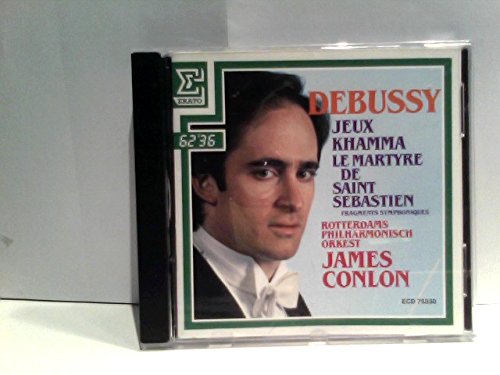 ERATO
62'36
DEBUSSY
JEUX
KHAMMA
LE MARTYRE
DE
SAINT
SEBASTIEN
FRAGMENTS SYMPHONIQUES
ROTTERDAMS
PHILHARMONISCH
ORKEST
JAMES
CONLON
ECD